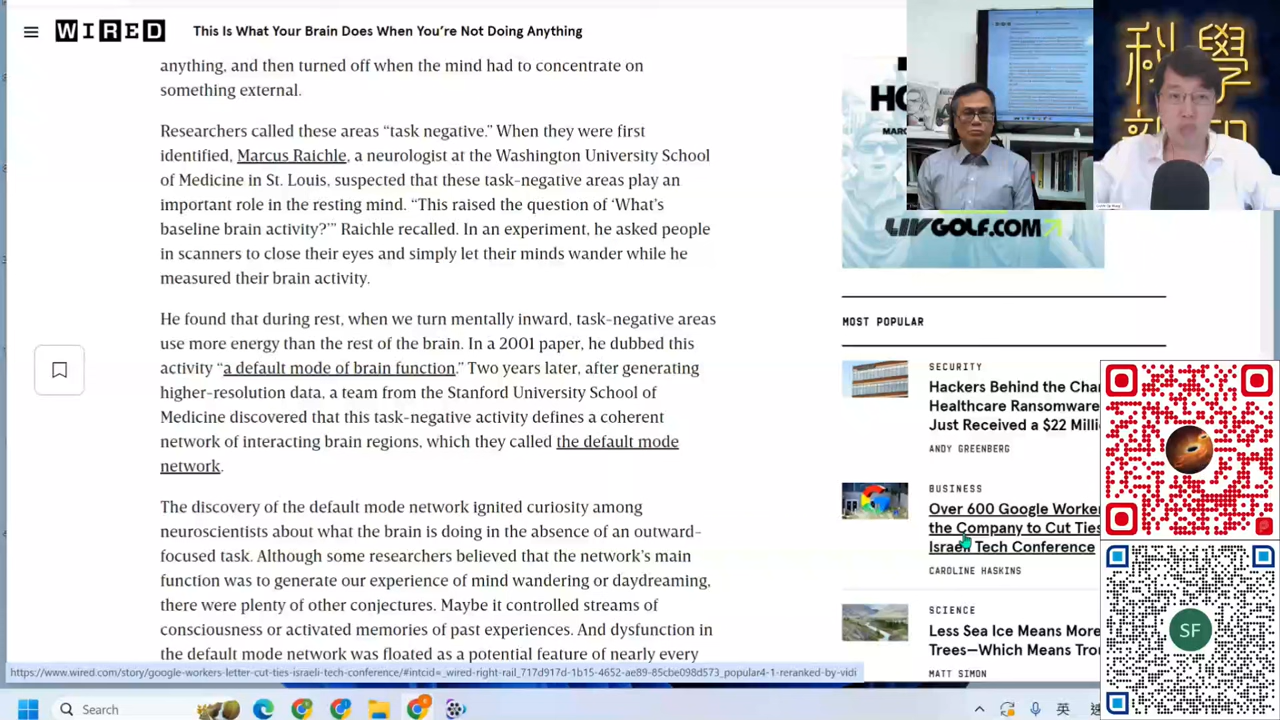 WIRED
This Is What Your Brain Does When You're Not Doing Anything
anything, and then turned off when the mind had to concentrate on
something external.
Researchers called these areas “task negative.” When they were first
identified, Marcus Raichle, a neurologist at the Washington University School
of Medicine in St. Louis, suspected that these task-negative areas play an
important role in the resting mind. “This raised the question of ‘What’s
baseline brain activity?’” Raichle recalled. In an experiment, he asked people
in scanners to close their eyes and simply let their minds wander while he
measured their brain activity.
He found that during rest, when we turn mentally inward, task-negative areas
use more energy than the rest of the brain. In a 2001 paper, he dubbed this
activity “a default mode of brain function.” Two years later, after generating
higher-resolution data, a team from the Stanford University School of
Medicine discovered that this task-negative activity defines a coherent
network of interacting brain regions, which they called the default mode
network.
The discovery of the default mode network ignited curiosity among
neuroscientists about what the brain is doing in the absence of an outward-
focused task. Although some researchers believed that the network’s main
function was to generate our experience of mind wandering or daydreaming,
there were plenty of other conjectures. Maybe it controlled streams of
consciousness or activated memories of past experiences. And dysfunction in
the default mode network was floated as a potential feature of nearly every
科學
LIVGOLF.COM
MOST POPULAR
SECURITY
Hackers Behind the Cha
Healthcare Ransomware
Just Received a $22 Milli
ANDY GREENBERG
BUSINESS
Over 600 Google Worker
the Company to Cut Ties
Israeli Tech Conference
CAROLINE HASKINS
SCIENCE
Less Sea Ice Means More
Trees—Which Means Tro
MATT SIMON
SF
https://www.wired.com/story/google-workers-letter-cut-ties-israeli-tech-conference/#intcid=_wired-right-rail_717d917d-1b15-4652-ae89-85cbe098d573_popular4-1-reranked-by-vidi
Search
英